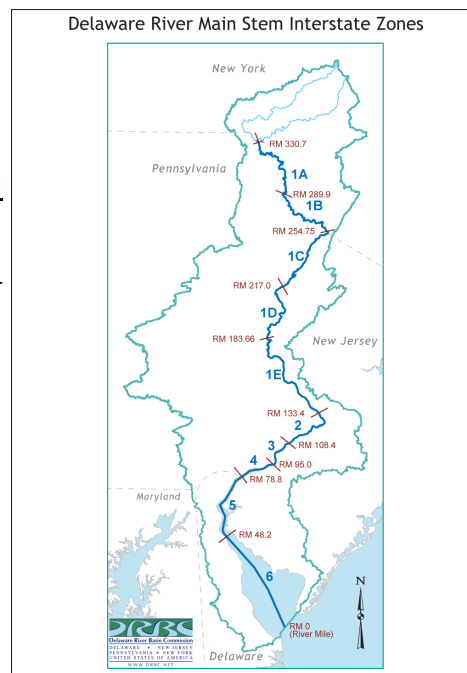 Delaware River Main Stem Interstate Zones
New York
RM 330.7
Pennsylvania
1A
RM 289.9
1B
RM 254.75
1C
RM 217.0
1D
RM 183.66
New Jersey
1E
RM 133.4
2
3
RM 108.4
4
RM 95.0
RM 78.8
Maryland
5
RM 48.2
6
N
RM 0
(River Mile)
DRBC
Delaware River Basin Commission
DELAWARE • NEW JERSEY
PENNSYLVANIA • NEW YORK
UNITED STATES OF AMERICA
WWW.DRBC.NET
Delaware